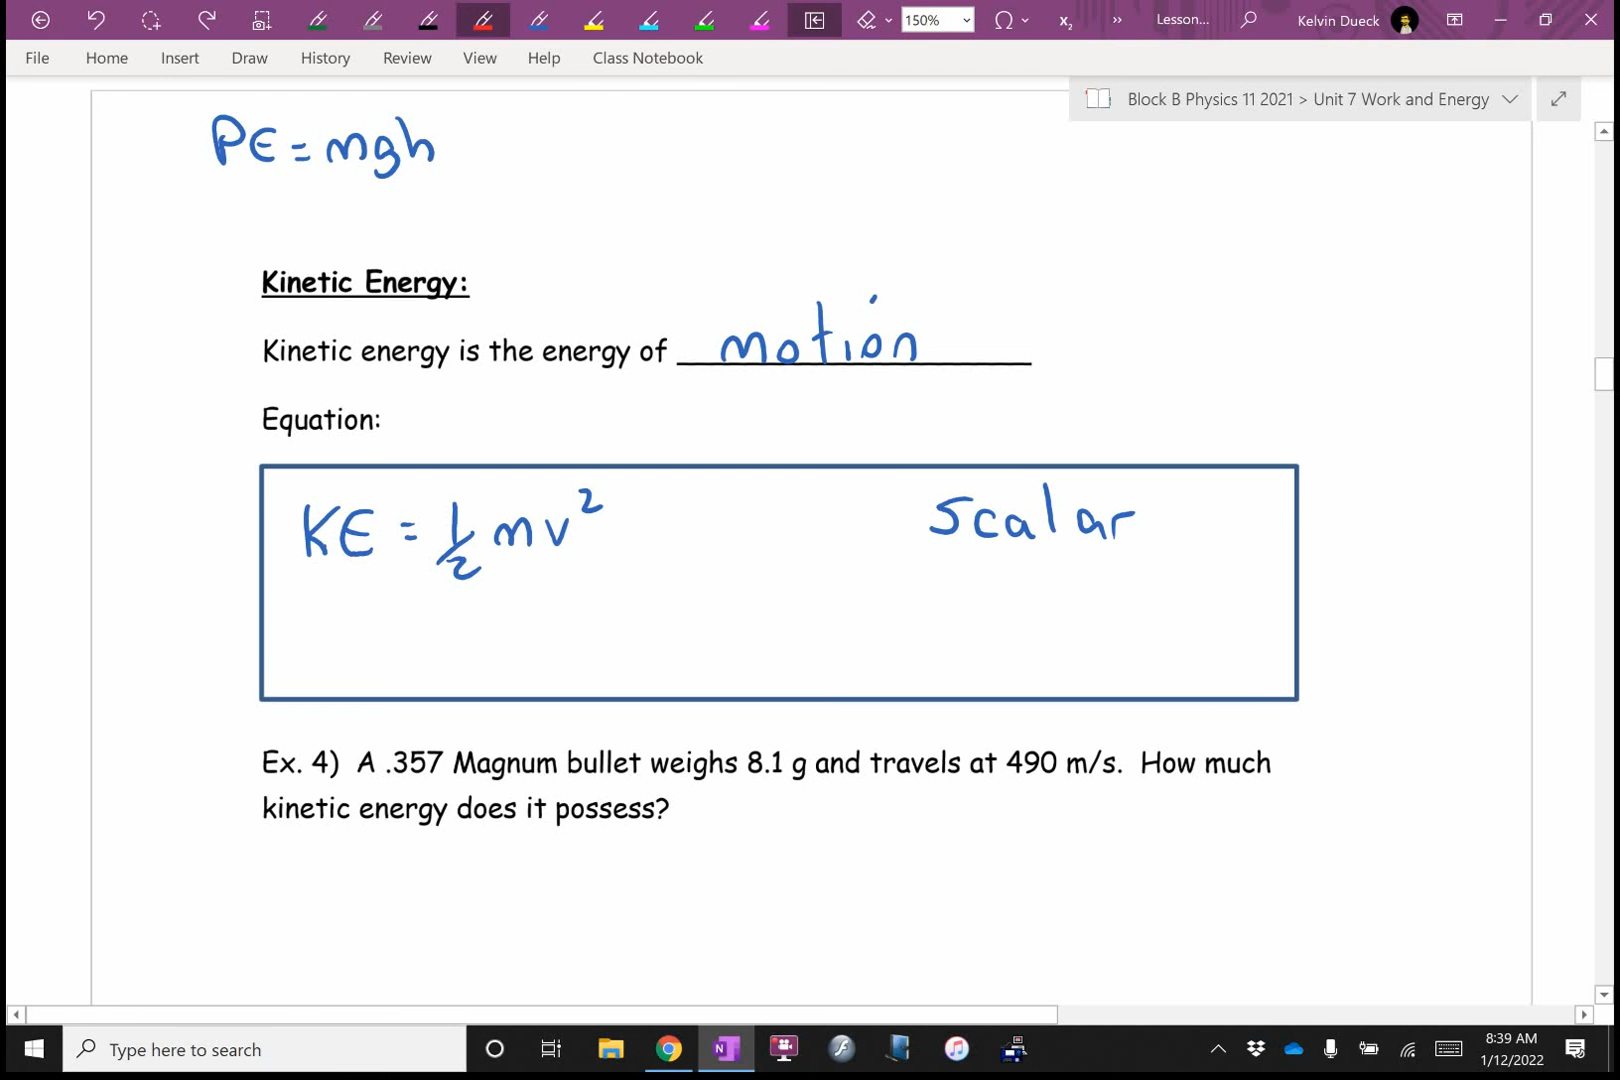 150%
Ω
x₂
»
Lesson...
Kelvin Dueck
File Home Insert Draw History Review View Help Class Notebook
Block B Physics 11 2021 > Unit 7 Work and Energy
PE = mgh
Kinetic Energy:
Kinetic energy is the energy of motion
Equation:
KE = 1/2 mv² scalar
Ex. 4) A .357 Magnum bullet weighs 8.1 g and travels at 490 m/s. How much
kinetic energy does it possess?
Type here to search
8:39 AM
1/12/2022